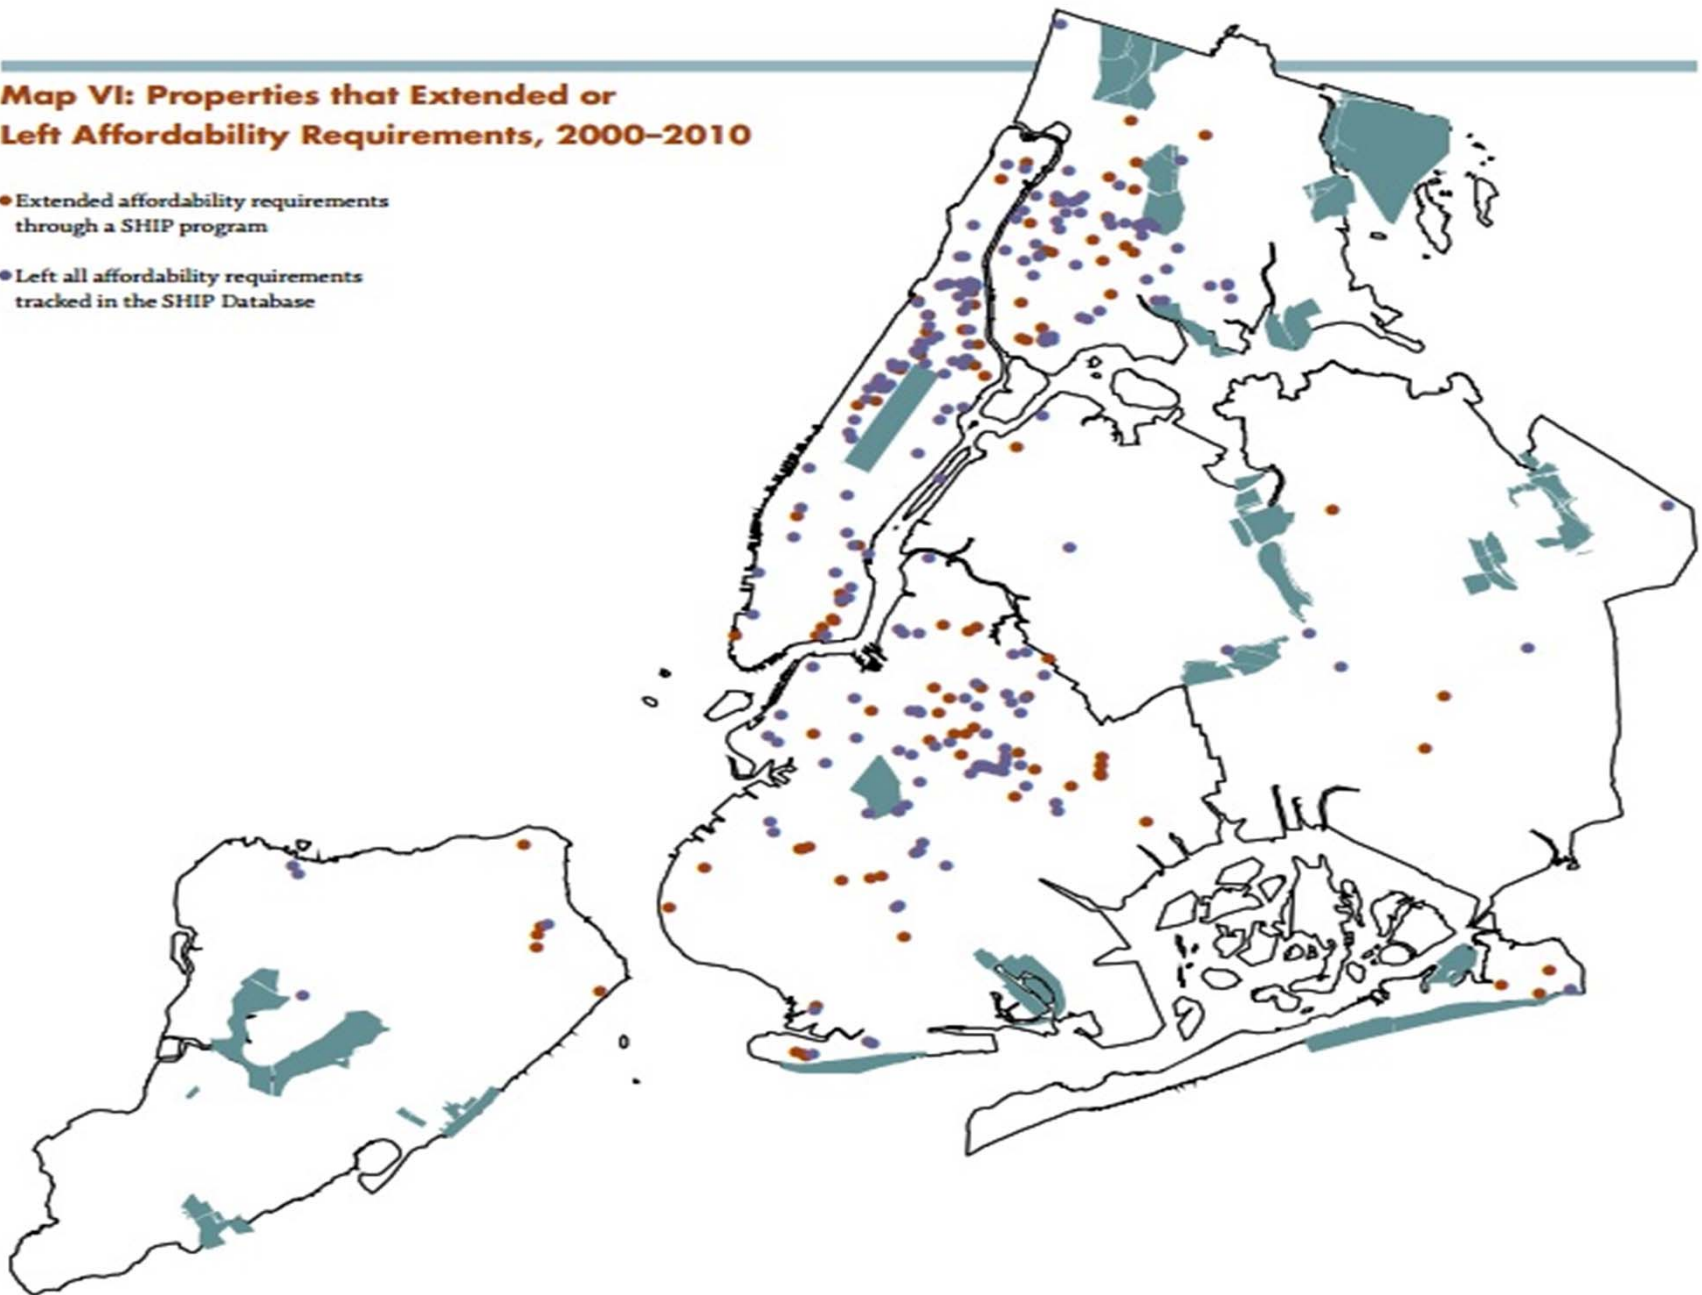 Map VI: Properties that Extended or
Left Affordability Requirements, 2000–2010
Extended affordability requirements
through a SHIP program
Left all affordability requirements
tracked in the SHIP Database